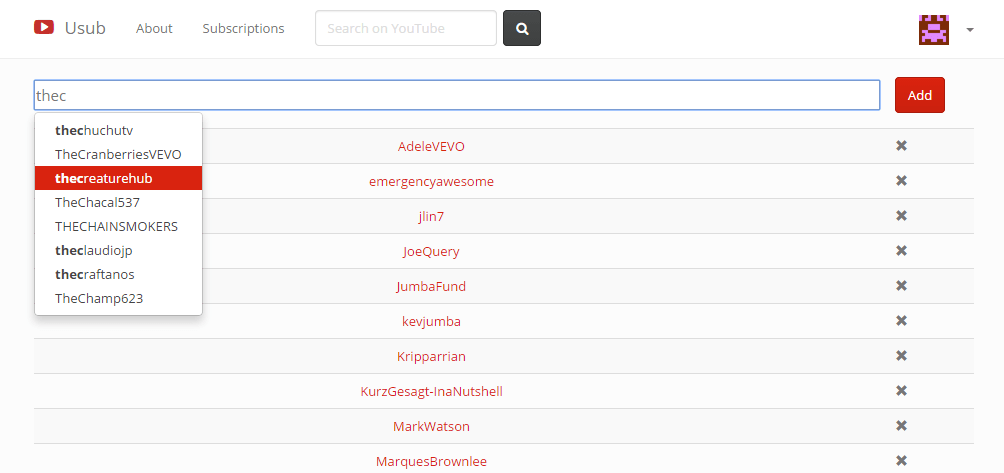 Usub About Subscriptions Search on YouTube
thec Add
thechuchutv
TheCranberriesVEVO
thecreaturehub
TheChacal537
THECHAINSMOKERS
theclaudiojp
thecraftanos
TheChamp623
AdeleVEVO
emergencyawesome
jlin7
JoeQuery
JumbaFund
kevjumba
Kripparrian
KurzGesagt-InaNutshell
MarkWatson
MarquesBrownlee